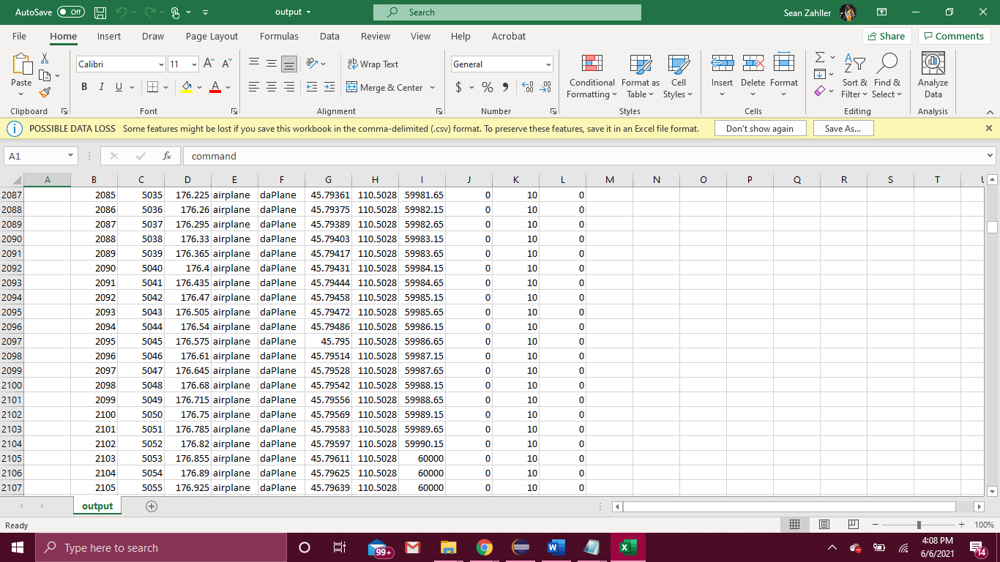 AutoSave Off output Search Sean Zahller
File Home Insert Draw Page Layout Formulas Data Review View Help Acrobat Share Comments
Calibri 11 A A Wrap Text General
Paste B I U A Merge & Center $ % Conditional Formatting Format as Table Cell Styles Insert Delete Format Sort & Filter Find & Select Analyze Data
Clipboard Font Alignment Number Styles Cells Editing Analysis
POSSIBLE DATA LOSS Some features might be lost if you save this workbook in the comma-delimited (.csv) format. To preserve these features, save it in an Excel file format. Don't show again Save As...
A1 fx command
A B C D E F G H I J K L M N O P Q R S T U
2087 2085 5035 176.225 airplane daPlane 45.79361 110.5028 59981.65 0 10 0
2088 2086 5036 176.26 airplane daPlane 45.79375 110.5028 59982.15 0 10 0
2089 2087 5037 176.295 airplane daPlane 45.79389 110.5028 59982.65 0 10 0
2090 2088 5038 176.33 airplane daPlane 45.79403 110.5028 59983.15 0 10 0
2091 2089 5039 176.365 airplane daPlane 45.79417 110.5028 59983.65 0 10 0
2092 2090 5040 176.4 airplane daPlane 45.79431 110.5028 59984.15 0 10 0
2093 2091 5041 176.435 airplane daPlane 45.79444 110.5028 59984.65 0 10 0
2094 2092 5042 176.47 airplane daPlane 45.79458 110.5028 59985.15 0 10 0
2095 2093 5043 176.505 airplane daPlane 45.79472 110.5028 59985.65 0 10 0
2096 2094 5044 176.54 airplane daPlane 45.79486 110.5028 59986.15 0 10 0
2097 2095 5045 176.575 airplane daPlane 45.795 110.5028 59986.65 0 10 0
2098 2096 5046 176.61 airplane daPlane 45.79514 110.5028 59987.15 0 10 0
2099 2097 5047 176.645 airplane daPlane 45.79528 110.5028 59987.65 0 10 0
2100 2098 5048 176.68 airplane daPlane 45.79542 110.5028 59988.15 0 10 0
2101 2099 5049 176.715 airplane daPlane 45.79556 110.5028 59988.65 0 10 0
2102 2100 5050 176.75 airplane daPlane 45.79569 110.5028 59989.15 0 10 0
2103 2101 5051 176.785 airplane daPlane 45.79583 110.5028 59989.65 0 10 0
2104 2102 5052 176.82 airplane daPlane 45.79597 110.5028 59990.15 0 10 0
2105 2103 5053 176.855 airplane daPlane 45.79611 110.5028 60000 0 10 0
2106 2104 5054 176.89 airplane daPlane 45.79625 110.5028 60000 0 10 0
2107 2105 5055 176.925 airplane daPlane 45.79639 110.5028 60000 0 10 0
output
Ready 100%
Type here to search 99+ 4:08 PM
6/6/2021 14